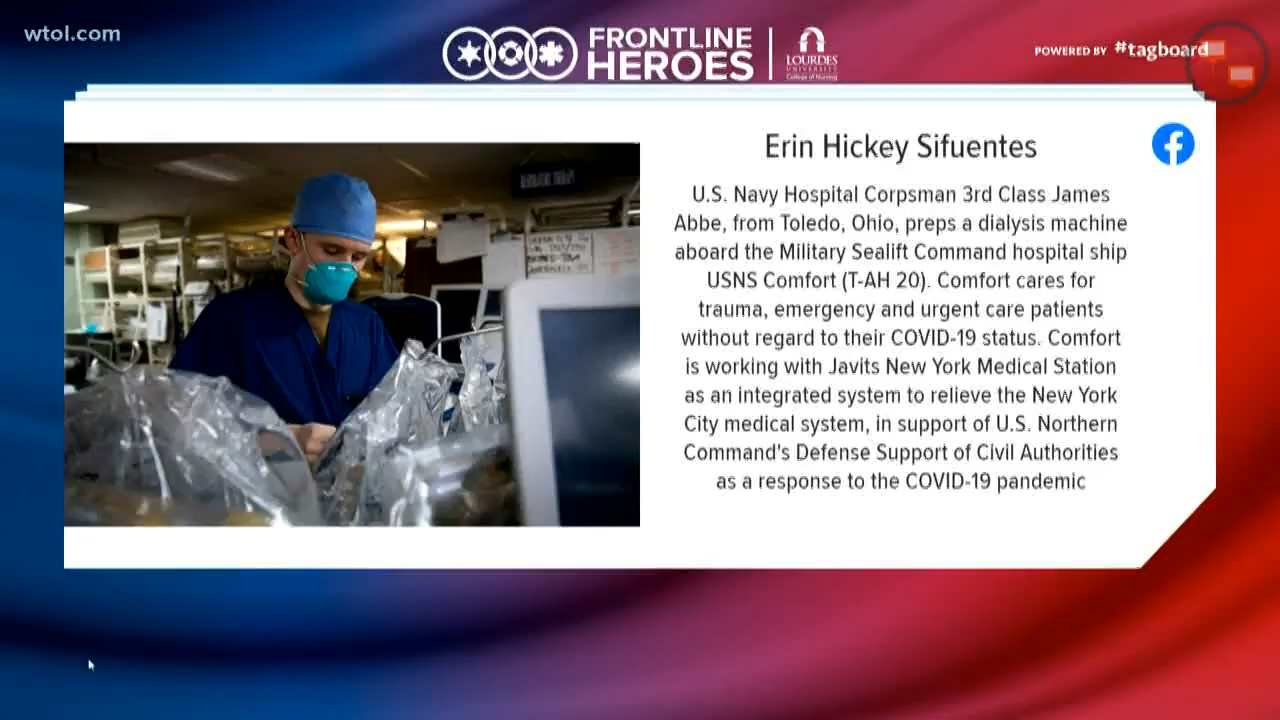 wtol.com
FRONTLINE
HEROES
LOURDES
UNIVERSITY
College of Nursing
POWERED BY #tagboard
Erin Hickey Sifuentes
U.S. Navy Hospital Corpsman 3rd Class James
Abbe, from Toledo, Ohio, preps a dialysis machine
aboard the Military Sealift Command hospital ship
USNS Comfort (T-AH 20). Comfort cares for
trauma, emergency and urgent care patients
without regard to their COVID-19 status. Comfort
is working with Javits New York Medical Station
as an integrated system to relieve the New York
City medical system, in support of U.S. Northern
Command's Defense Support of Civil Authorities
as a response to the COVID-19 pandemic